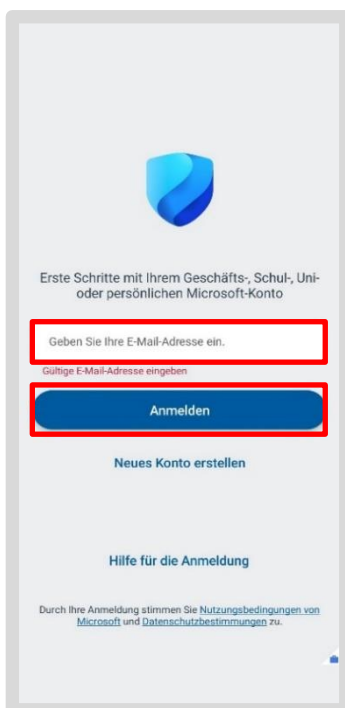 Erste Schritte mit Ihrem Geschäfts-, Schul-, Uni-
oder persönlichen Microsoft-Konto
Geben Sie Ihre E-Mail-Adresse ein.
Gültige E-Mail-Adresse eingeben
Anmelden
Neues Konto erstellen
Hilfe für die Anmeldung
Durch Ihre Anmeldung stimmen Sie Nutzungsbedingungen von
Microsoft und Datenschutzbestimmungen zu.